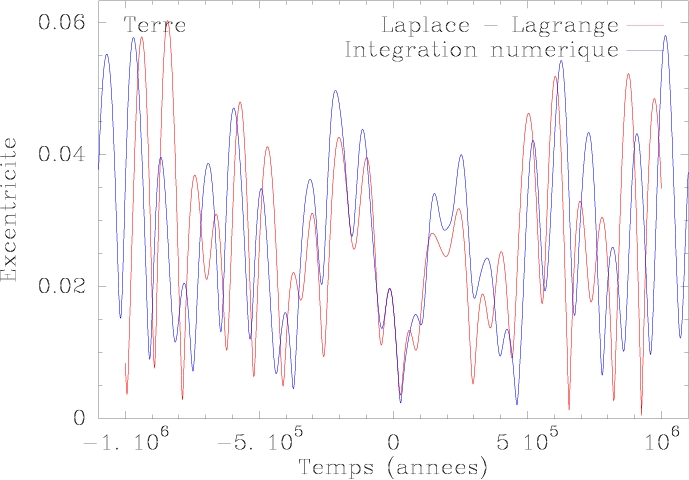 0.06
Terre
Laplace − Lagrange
Integration numerique
0.04
Excentricite
0.02
0
−1. 10⁶
−5. 10⁵
0
5 10⁵
10⁶
Temps (annees)